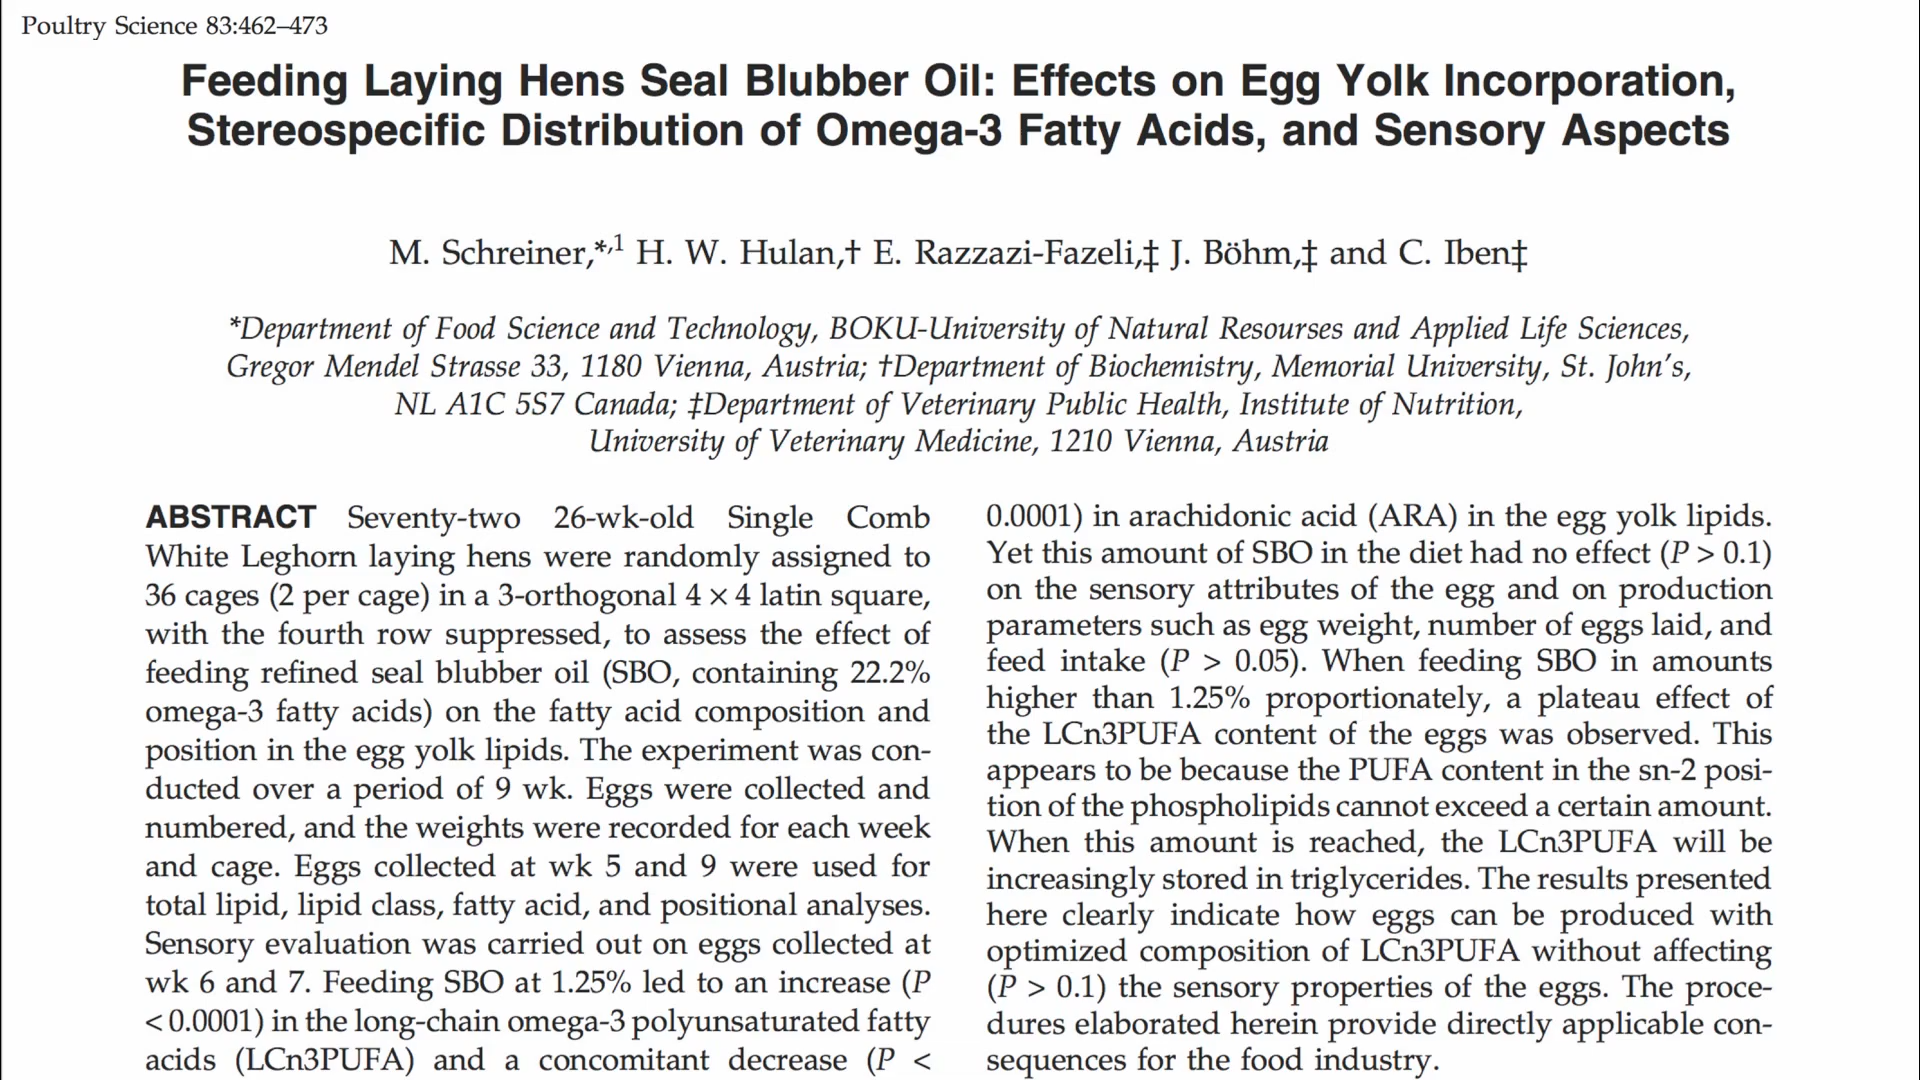 Poultry Science 83:462–473
Feeding Laying Hens Seal Blubber Oil: Effects on Egg Yolk Incorporation,
Stereospecific Distribution of Omega-3 Fatty Acids, and Sensory Aspects
M. Schreiner,*,1 H. W. Hulan,† E. Razzazi-Fazeli,‡ J. Böhm,‡ and C. Iben‡
*Department of Food Science and Technology, BOKU-University of Natural Resourses and Applied Life Sciences,
Gregor Mendel Strasse 33, 1180 Vienna, Austria; †Department of Biochemistry, Memorial University, St. John's,
NL A1C 5S7 Canada; ‡Department of Veterinary Public Health, Institute of Nutrition,
University of Veterinary Medicine, 1210 Vienna, Austria
ABSTRACT Seventy-two 26-wk-old Single Comb
White Leghorn laying hens were randomly assigned to
36 cages (2 per cage) in a 3-orthogonal 4 × 4 latin square,
with the fourth row suppressed, to assess the effect of
feeding refined seal blubber oil (SBO, containing 22.2%
omega-3 fatty acids) on the fatty acid composition and
position in the egg yolk lipids. The experiment was con-
ducted over a period of 9 wk. Eggs were collected and
numbered, and the weights were recorded for each week
and cage. Eggs collected at wk 5 and 9 were used for
total lipid, lipid class, fatty acid, and positional analyses.
Sensory evaluation was carried out on eggs collected at
wk 6 and 7. Feeding SBO at 1.25% led to an increase (P
< 0.0001) in the long-chain omega-3 polyunsaturated fatty
acids (LCn3PUFA) and a concomitant decrease (P <
0.0001) in arachidonic acid (ARA) in the egg yolk lipids.
Yet this amount of SBO in the diet had no effect (P > 0.1)
on the sensory attributes of the egg and on production
parameters such as egg weight, number of eggs laid, and
feed intake (P > 0.05). When feeding SBO in amounts
higher than 1.25% proportionately, a plateau effect of
the LCn3PUFA content of the eggs was observed. This
appears to be because the PUFA content in the sn-2 posi-
tion of the phospholipids cannot exceed a certain amount.
When this amount is reached, the LCn3PUFA will be
increasingly stored in triglycerides. The results presented
here clearly indicate how eggs can be produced with
optimized composition of LCn3PUFA without affecting
(P > 0.1) the sensory properties of the eggs. The proce-
dures elaborated herein provide directly applicable con-
sequences for the food industry.